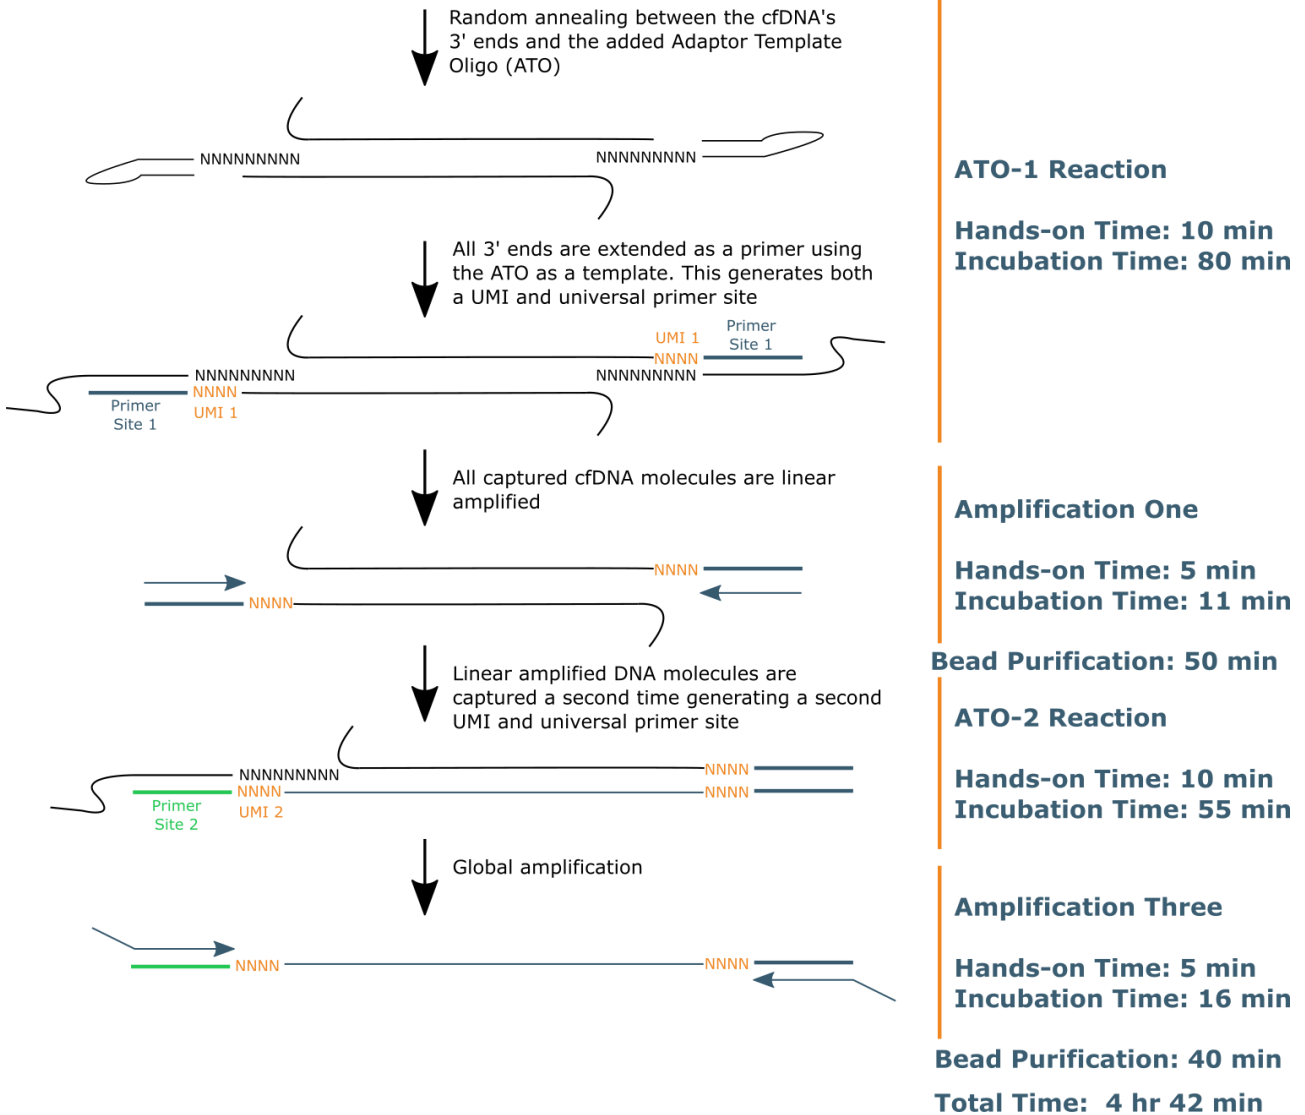 Random annealing between the cfDNA's
3' ends and the added Adaptor Template
Oligo (ATO)
NNNNNNNNN
NNNNNNNNN
ATO-1 Reaction
Hands-on Time: 10 min
Incubation Time: 80 min
All 3' ends are extended as a primer using
the ATO as a template. This generates both
a UMI and universal primer site
UMI 1
Primer
Site 1
NNNN
NNNNNNNNN
NNNNNNNNN
NNNN
Primer
Site 1
UMI 1
All captured cfDNA molecules are linear
amplified
Amplification One
Hands-on Time: 5 min
Incubation Time: 11 min
NNNN
NNNN
Bead Purification: 50 min
Linear amplified DNA molecules are
captured a second time generating a second
UMI and universal primer site
ATO-2 Reaction
Hands-on Time: 10 min
Incubation Time: 55 min
NNNNNNNNN
NNNN
NNNN
NNNN
Primer
Site 2
UMI 2
Global amplification
Amplification Three
Hands-on Time: 5 min
Incubation Time: 16 min
NNNN
NNNN
Bead Purification: 40 min
Total Time: 4 hr 42 min